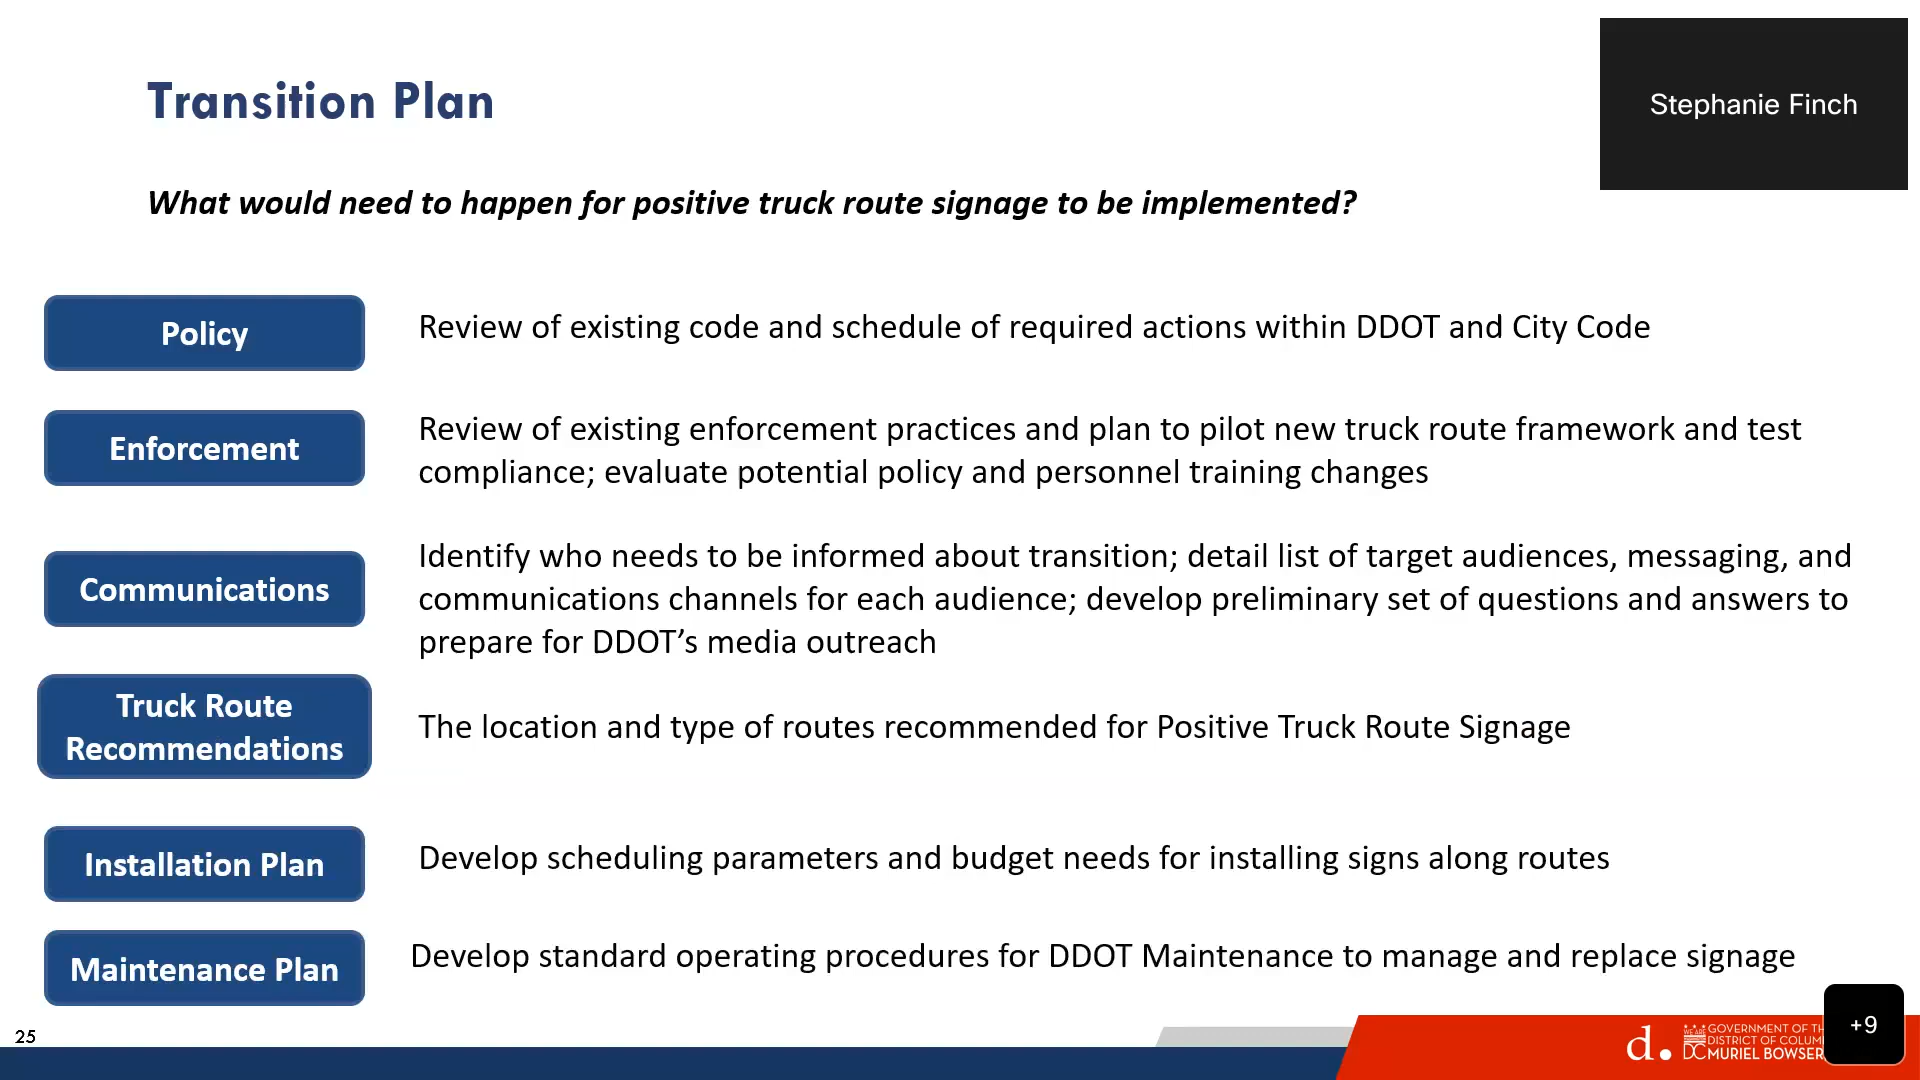 Transition Plan
Stephanie Finch
What would need to happen for positive truck route signage to be implemented?
Policy
Review of existing code and schedule of required actions within DDOT and City Code
Enforcement
Review of existing enforcement practices and plan to pilot new truck route framework and test
compliance; evaluate potential policy and personnel training changes
Communications
Identify who needs to be informed about transition; detail list of target audiences, messaging, and
communications channels for each audience; develop preliminary set of questions and answers to
prepare for DDOT’s media outreach
Truck Route
Recommendations
The location and type of routes recommended for Positive Truck Route Signage
Installation Plan
Develop scheduling parameters and budget needs for installing signs along routes
Maintenance Plan
Develop standard operating procedures for DDOT Maintenance to manage and replace signage
25
d.
WE ARE
DC
GOVERNMENT OF
DISTRICT OF
MURIEL BOWSER
+9